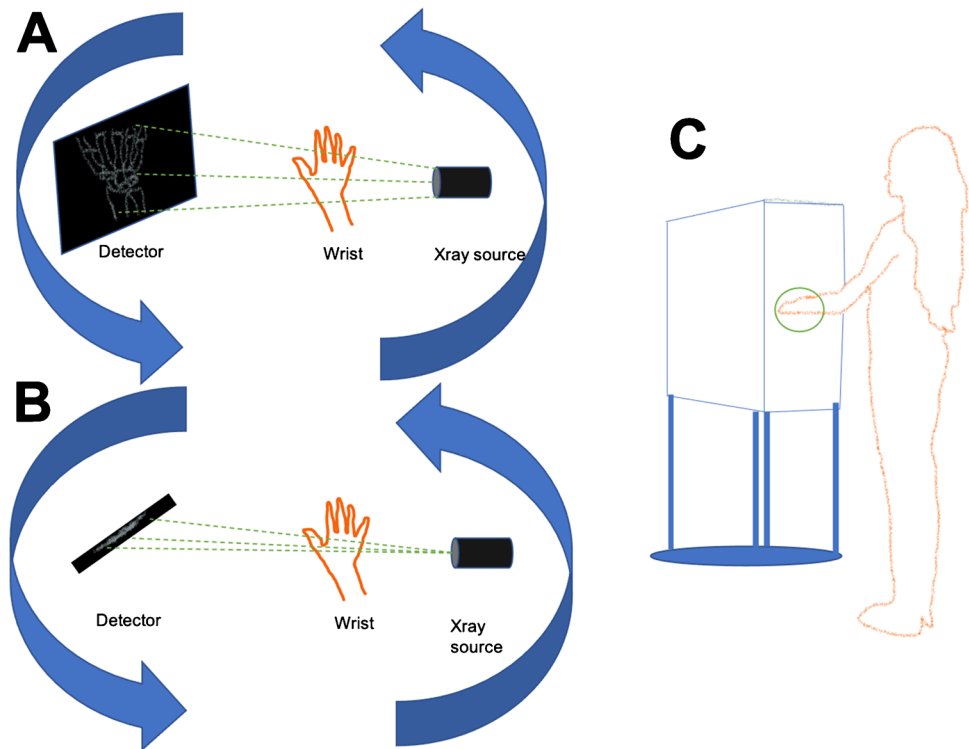 A
Detector
Wrist
Xray source
B
Detector
Wrist
Xray
source
C